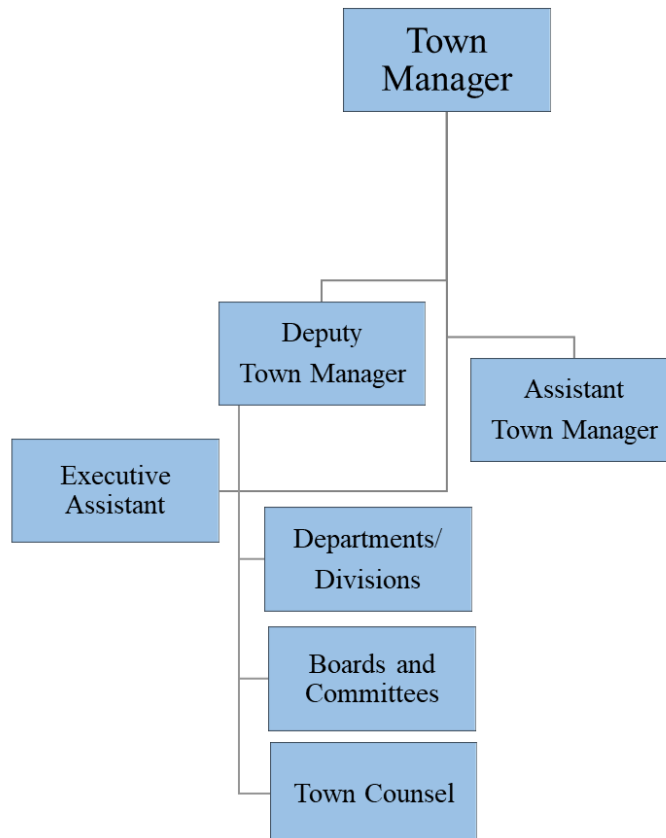 Town
Manager
Deputy
Town Manager
Assistant
Town Manager
Executive
Assistant
Departments/
Divisions
Boards and
Committees
Town Counsel